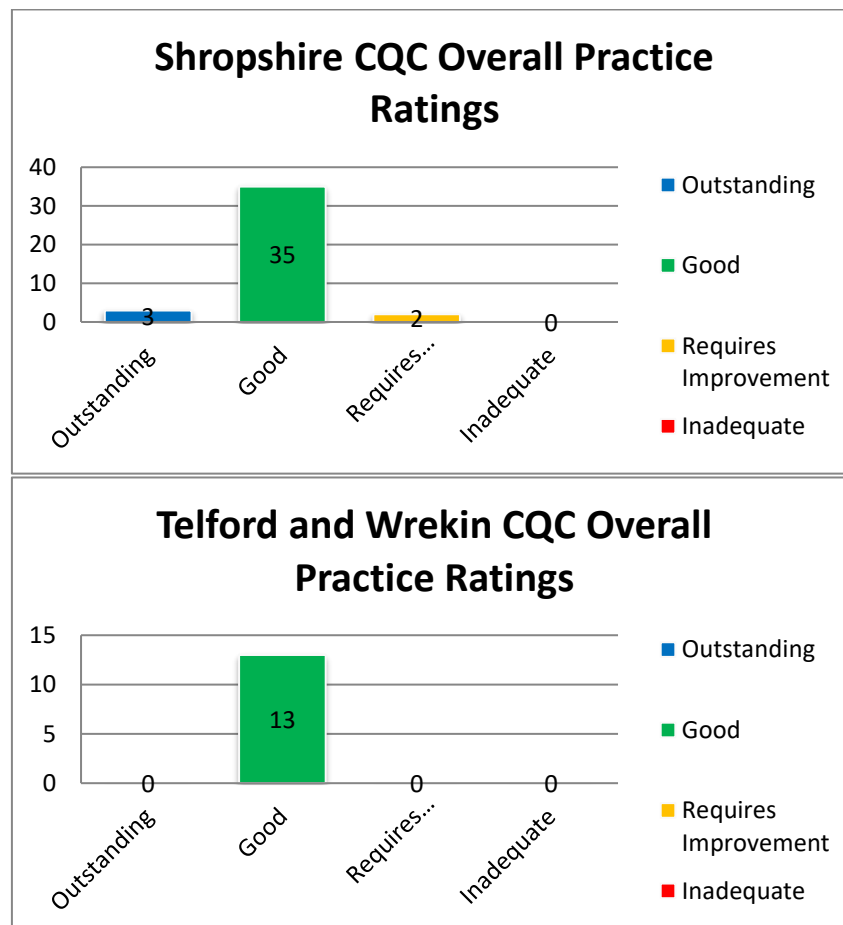 Shropshire CQC Overall Practice
Ratings
40
30
20
10
0
3
35
2
0
Outstanding
Good
Requires...
Inadequate
Outstanding
Good
Requires
Improvement
Inadequate
Telford and Wrekin CQC Overall
Practice Ratings
15
10
5
0
0
13
0
0
Outstanding
Good
Requires...
Inadequate
Outstanding
Good
Requires
Improvement
Inadequate